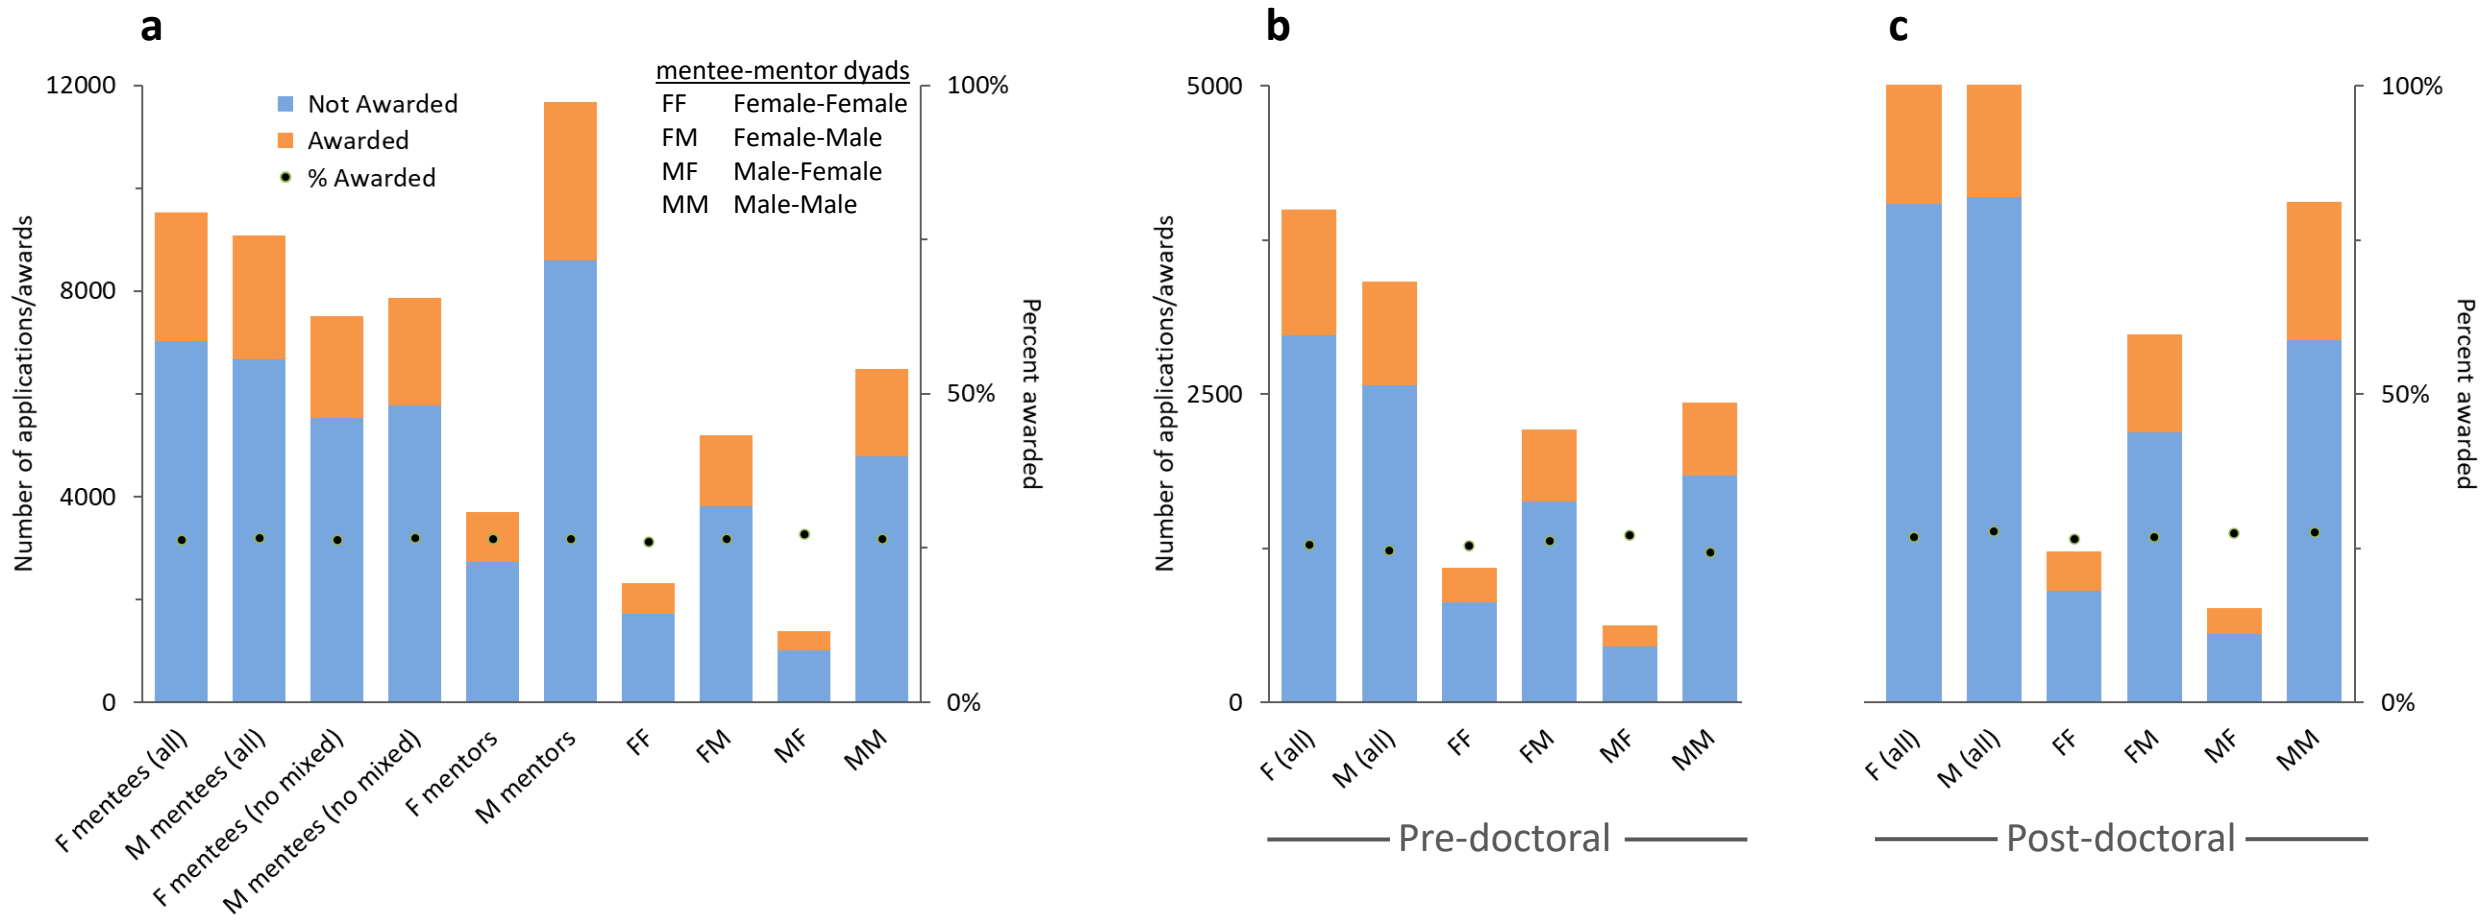 a
12000
8000
4000
0
Number of applications/awards
Not Awarded
Awarded
% Awarded
mentee-mentor dyads
FF Female-Female
FM Female-Male
MF Male-Female
MM Male-Male
100%
50%
0%
Percent awarded
F mentees (all)
M mentees (all)
F mentees (no mixed)
M mentees (no mixed)
F mentors
M mentors
FF
FM
MF
MM
b
5000
2500
0
Number of applications/awards
F (all)
M (all)
FF
FM
MF
MM
Pre-doctoral
c
100%
50%
0%
Percent awarded
F (all)
M (all)
FF
FM
MF
MM
Post-doctoral